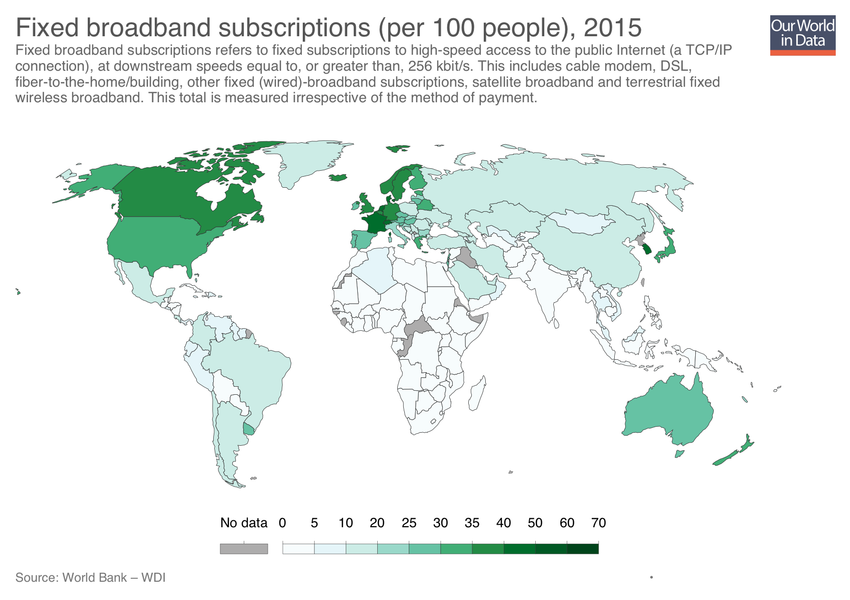 Fixed broadband subscriptions (per 100 people), 2015
Our World
in Data
Fixed broadband subscriptions refers to fixed subscriptions to high-speed access to the public Internet (a TCP/IP
connection), at downstream speeds equal to, or greater than, 256 kbit/s. This includes cable modem, DSL,
fiber-to-the-home/building, other fixed (wired)-broadband subscriptions, satellite broadband and terrestrial fixed
wireless broadband. This total is measured irrespective of the method of payment.
No data 0 5 10 20 25 30 35 40 50 60 70
Source: World Bank – WDI